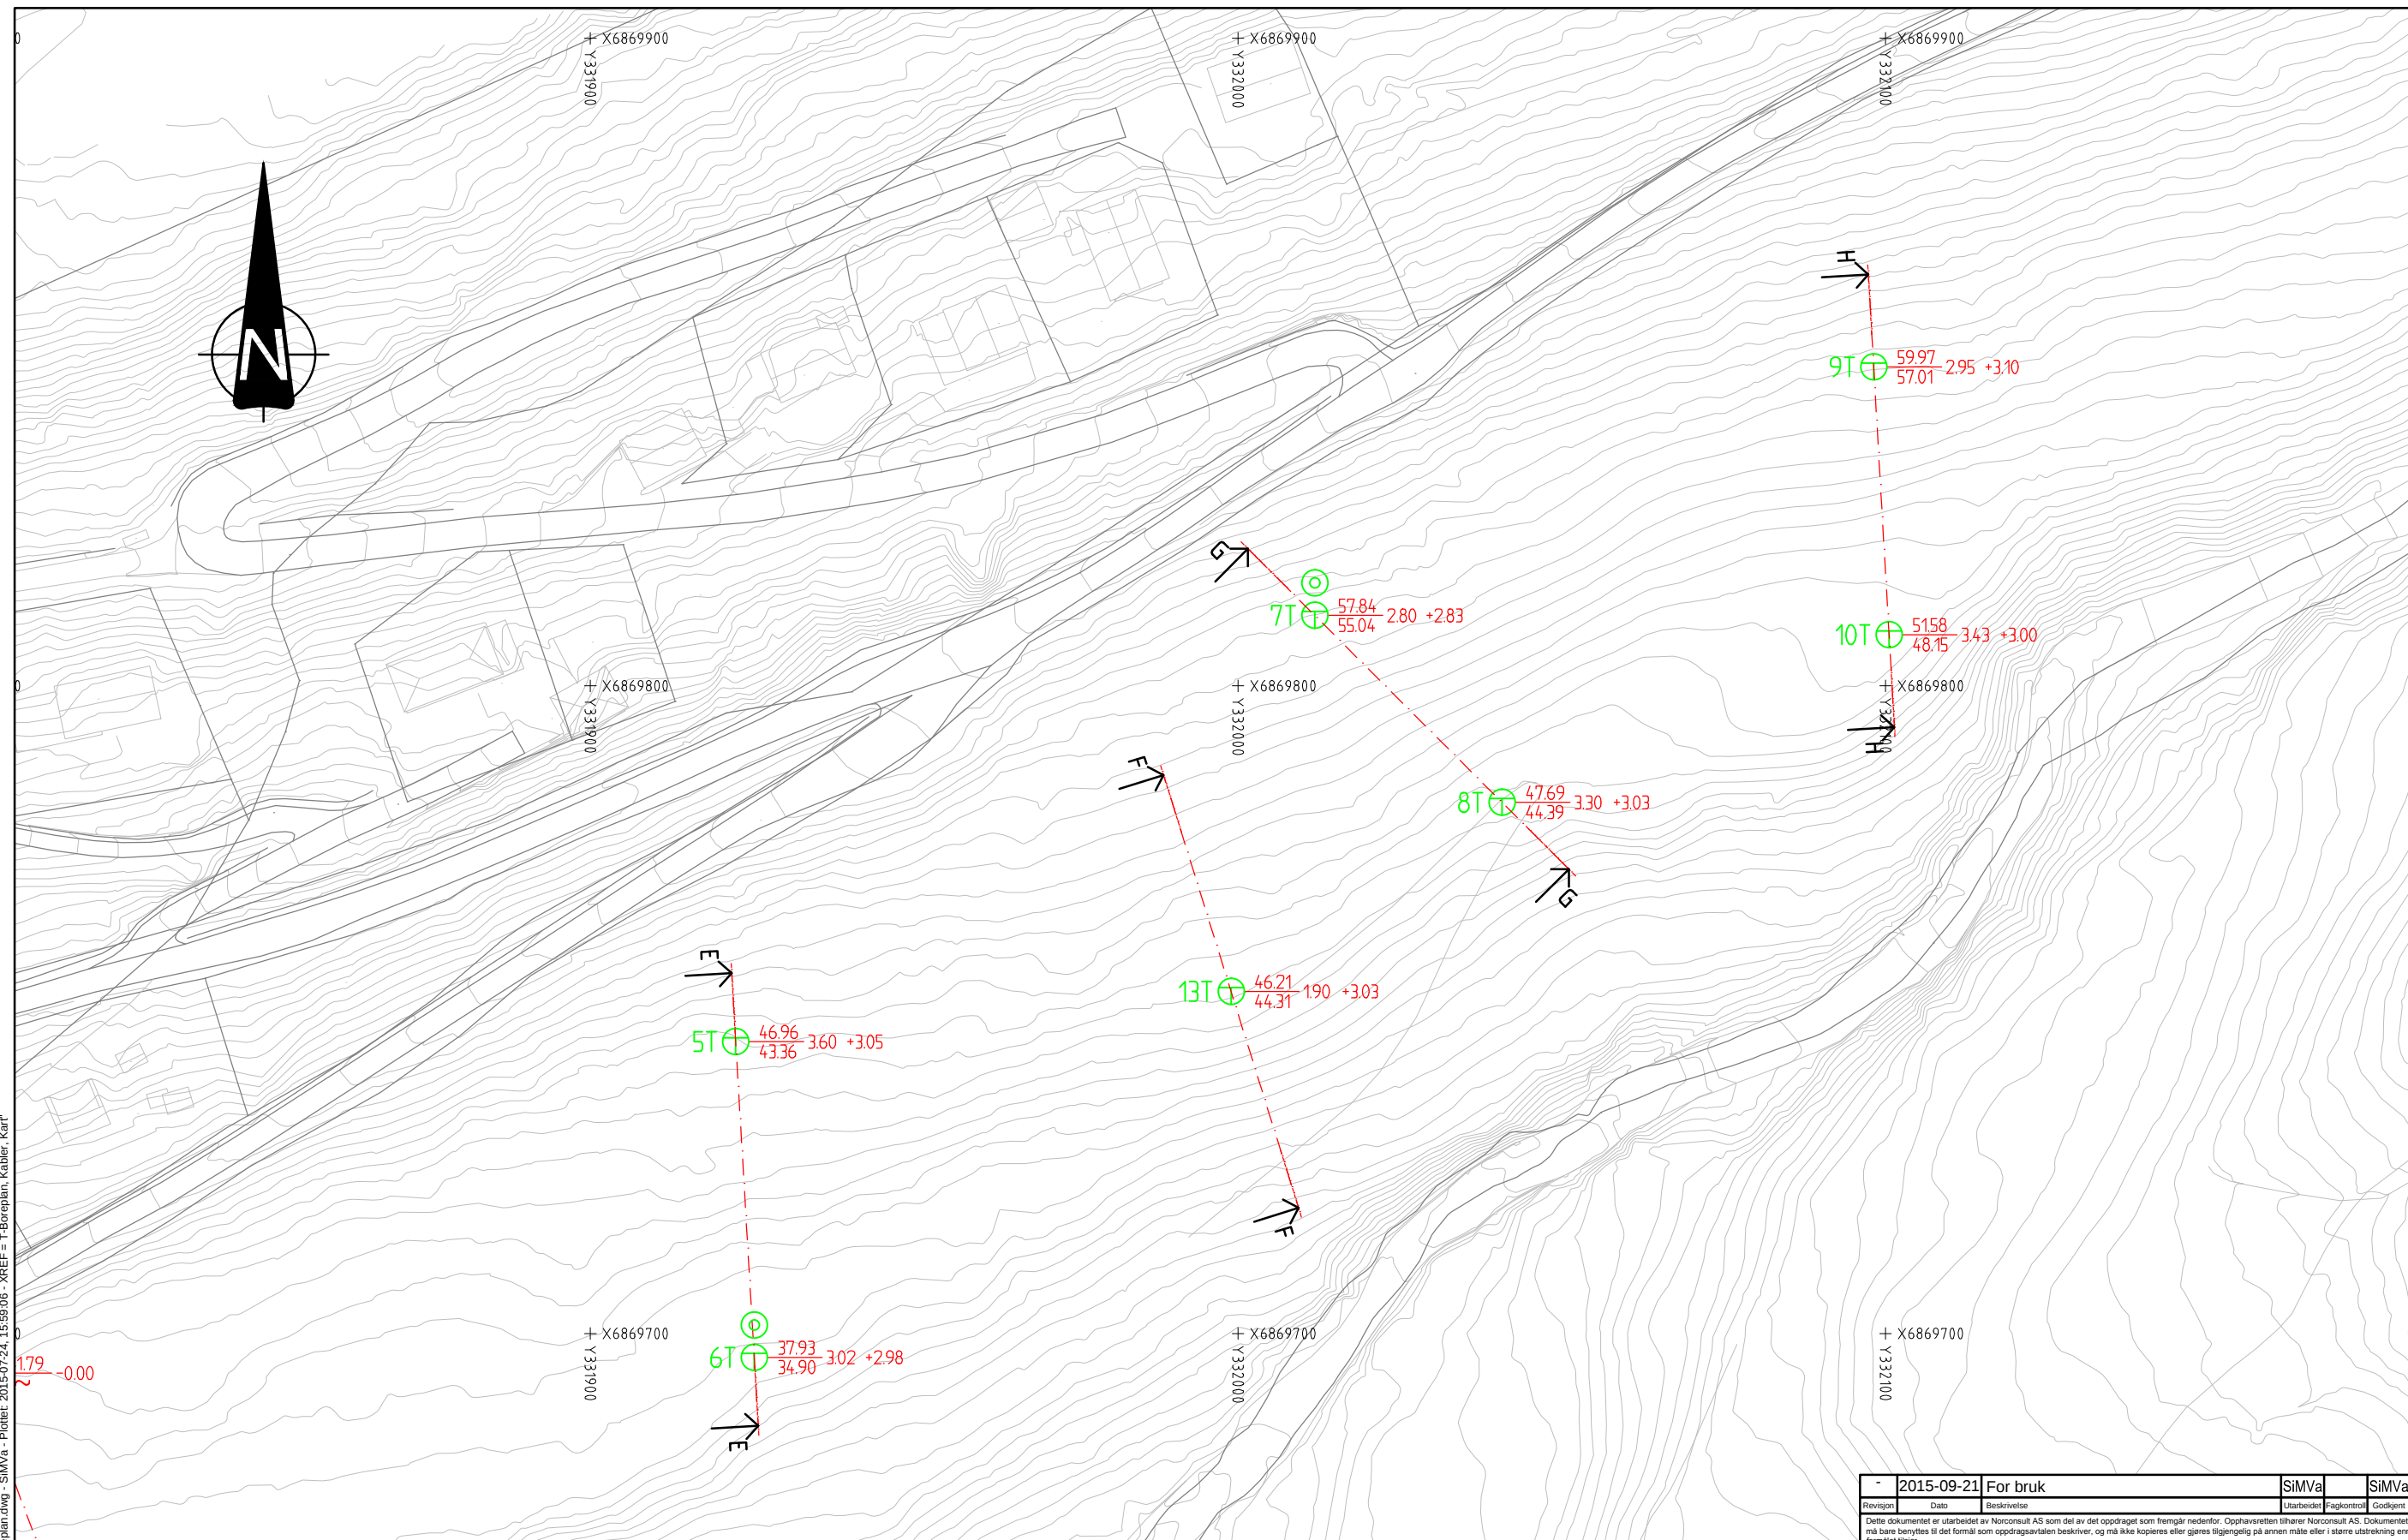 X6869900
Y331900
X6869900
Y332000
X6869900
Y332100
N
H
9T 59.97 2.95 +3.10
57.01
G
7T 57.84 2.80 +2.83
55.04
10T 51.58 3.43 +3.00
48.15
X6869800
Y331900
X6869800
Y332000
X6869800
Y332100
H
F
8T 47.69 3.30 +3.03
44.39
G
E
13T 46.21 1.90 +3.03
44.31
5T 46.96 3.60 +3.05
43.36
F
X6869700
Y331900
X6869700
Y332000
X6869700
Y332100
6T 37.93 3.02 +2.98
34.90
1.79 -0.00
E
plan.dwg - SiMVa - Plottet: 2015-07-24, 15:59:06 - XREF = T-Boreplan, Kabler, Kart"
- 2015-09-21 For bruk SiMVa SiMVa
Revisjon Dato Beskrivelse Utarbeidet Fagkontroll Godkjent
Dette dokumentet er utarbeidet av Norconsult AS som del av det oppdraget som fremgår nedenfor. Opphavsretten tilhører Norconsult AS. Dokumentet
må bare benyttes til det formål som oppdragsavtalen beskriver, og må ikke kopieres eller gjøres tilgjengelig på annen måte eller i større utstrekning enn